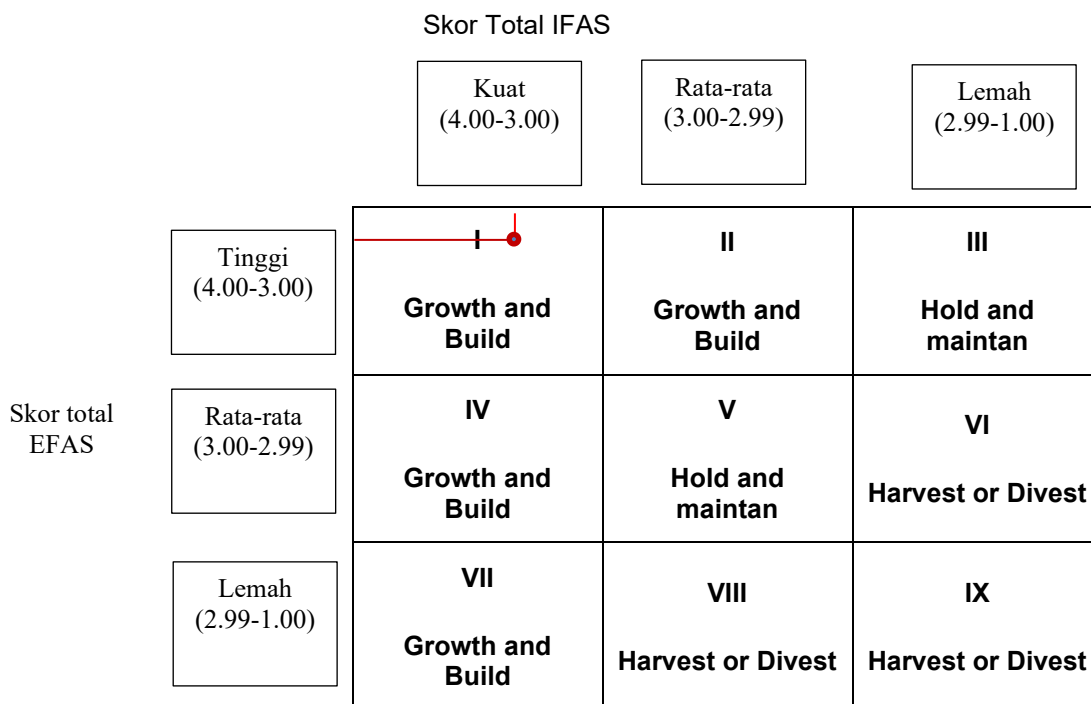 Skor Total IFAS
Kuat
(4.00-3.00)
Rata-rata
(3.00-2.99)
Lemah
(2.99-1.00)
Tinggi
(4.00-3.00)
I
Growth and
Build
II
Growth and
Build
III
Hold and
maintan
Skor total
EFAS
Rata-rata
(3.00-2.99)
IV
Growth and
Build
V
Hold and
maintan
VI
Harvest or Divest
Lemah
(2.99-1.00)
VII
Growth and
Build
VIII
Harvest or Divest
IX
Harvest or Divest